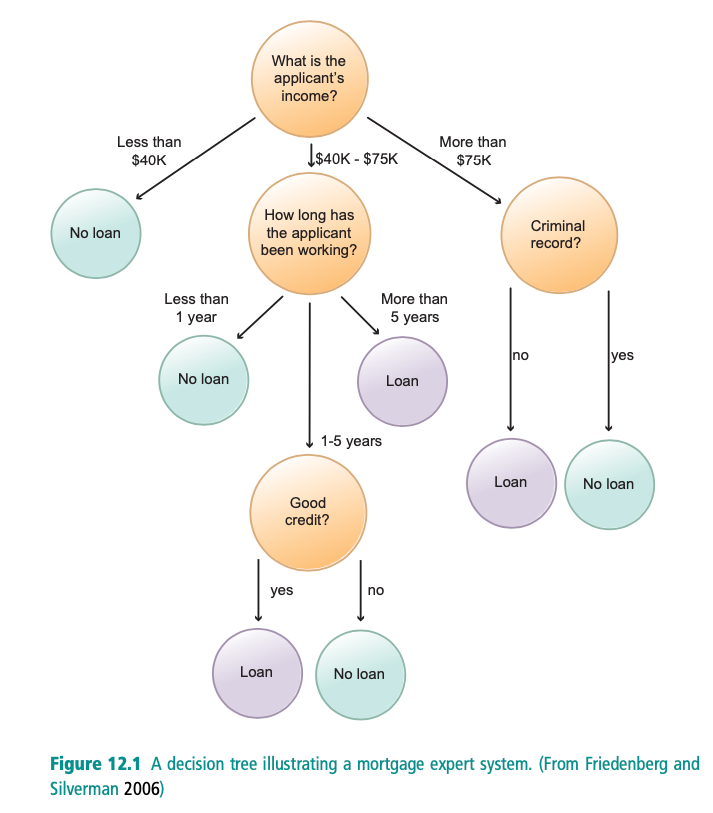 What is the
applicant's
income?
Less than
$40K
$40K - $75K
More than
$75K
No loan
How long has
the applicant
been working?
Criminal
record?
Less than
1 year
More than
5 years
no
yes
No loan
Loan
1-5 years
Loan
No loan
Good
credit?
yes
no
Loan
No loan
Figure 12.1 A decision tree illustrating a mortgage expert system. (From Friedenberg and
Silverman 2006)